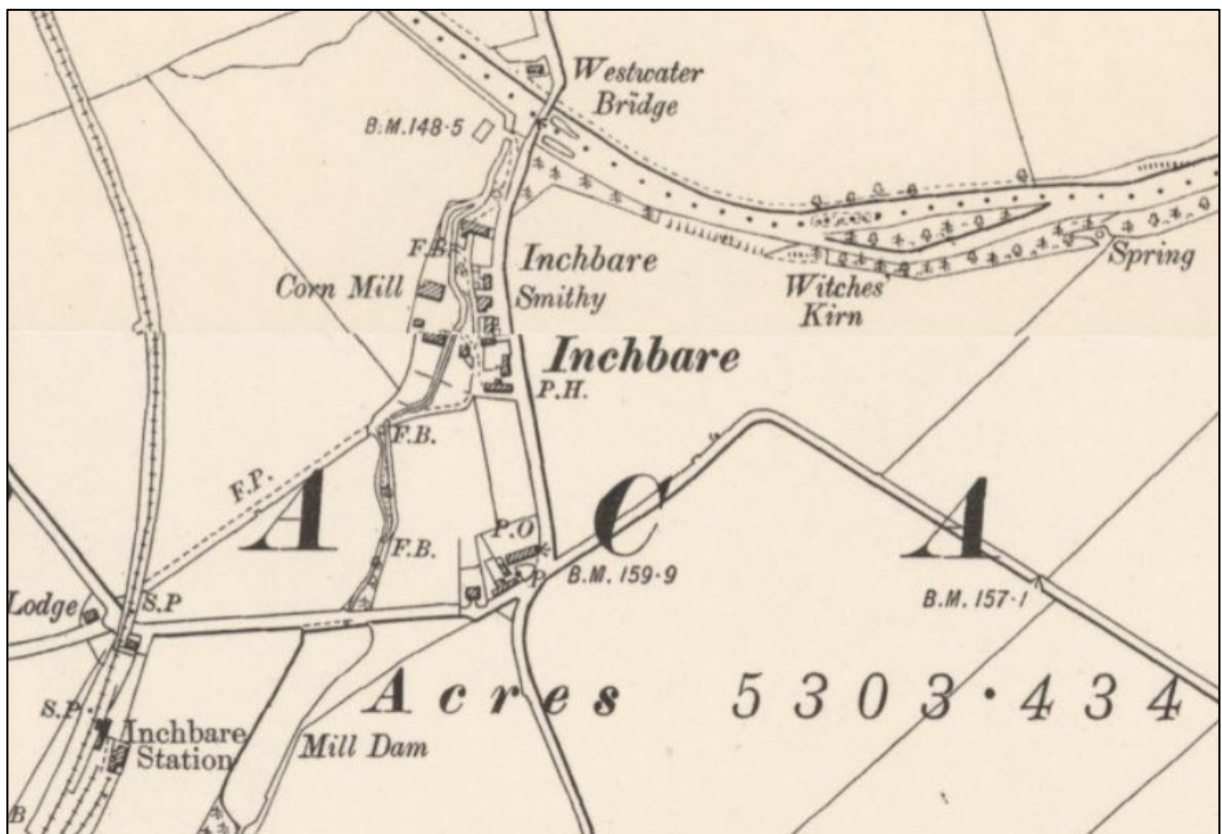 Westwater
Bridge
B.M.148·5
F.B.
Inchbare
Smithy
Corn Mill
Spring
Witches'
Kirn
Inchbare
P.H.
F.B.
F.P.
A C A
P.O
F.B.
P
B.M. 159·9
B.M. 157·1
Lodge
S.P
Acres 5303·434
S.P.
Inchbare
Station
Mill Dam
B